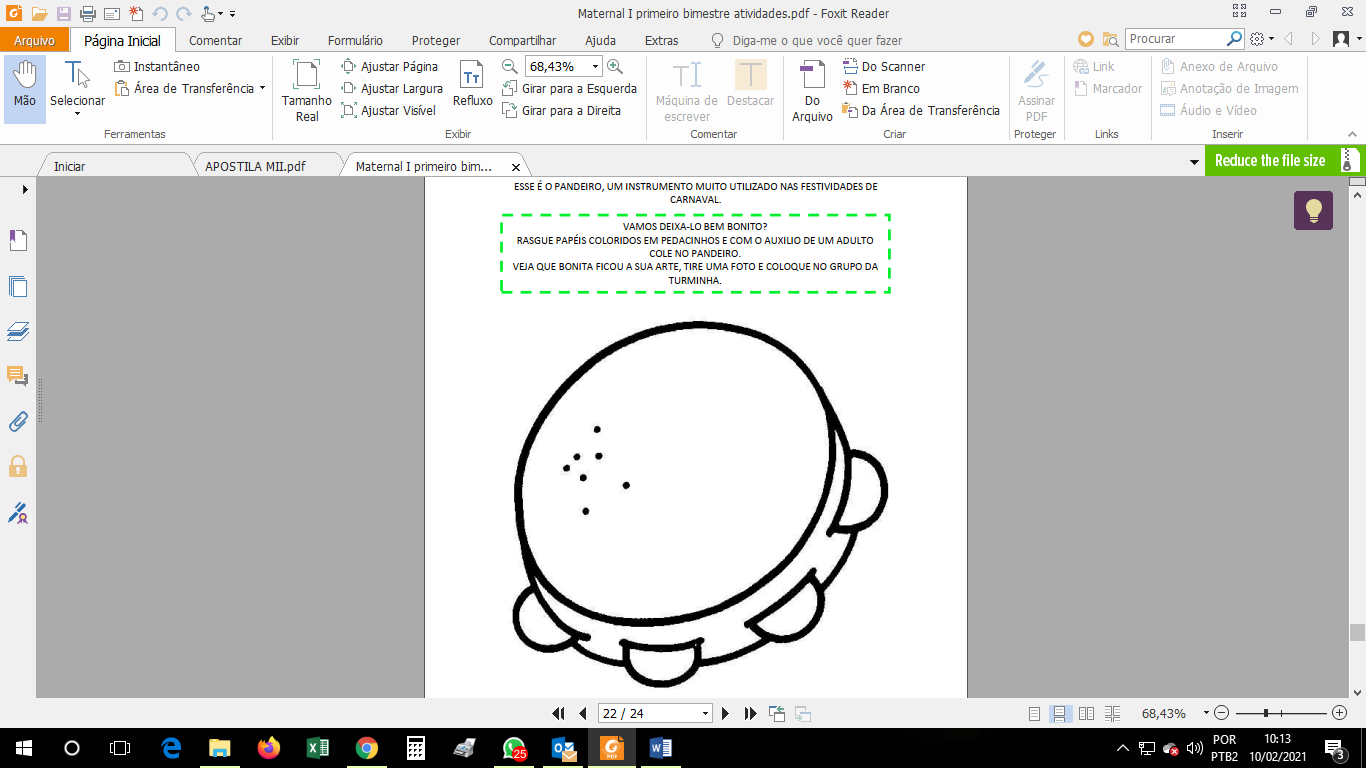 Maternal I primeiro bimestre atividades.pdf - Foxit Reader
Arquivo Página Inicial Comentar Exibir Formulário Proteger Compartilhar Ajuda Extras Diga-me o que você quer fazer Procurar
Mão
Selecionar
Instantâneo
Área de Transferência
Ferramentas
Tamanho Real
Ajustar Página
Ajustar Largura
Ajustar Visível
Refluxo
68,43%
Girar para a Esquerda
Girar para a Direita
Exibir
Máquina de escrever
Destacar
Comentar
Do Arquivo
Do Scanner
Em Branco
Da Área de Transferência
Criar
Assinar PDF
Proteger
Link
Marcador
Links
Anexo de Arquivo
Anotação de Imagem
Áudio e Vídeo
Inserir
Iniciar APOSTILA MII.pdf Maternal I primeiro bim... Reduce the file size
ESSE É O PANDEIRO, UM INSTRUMENTO MUITO UTILIZADO NAS FESTIVIDADES DE
CARNAVAL.
VAMOS DEIXA-LO BEM BONITO?
RASGUE PAPÉIS COLORIDOS EM PEDACINHOS E COM O AUXILIO DE UM ADULTO
COLE NO PANDEIRO.
VEJA QUE BONITA FICOU A SUA ARTE, TIRE UMA FOTO E COLOQUE NO GRUPO DA
TURMINHA.
22 / 24 68,43%
25
POR
PTB2
10:13
10/02/2021
3